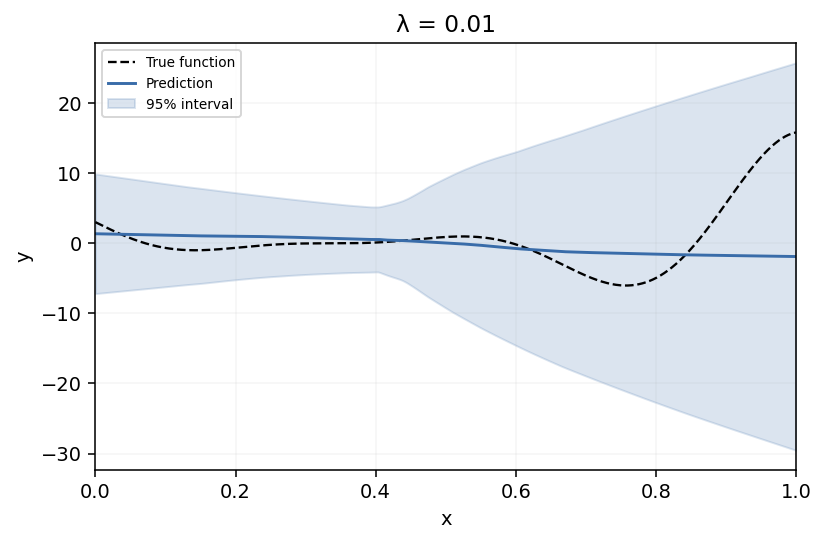 λ = 0.01
True function
Prediction
95% interval
y
20
10
0
−10
−20
−30
0.0 0.2 0.4 0.6 0.8 1.0
x